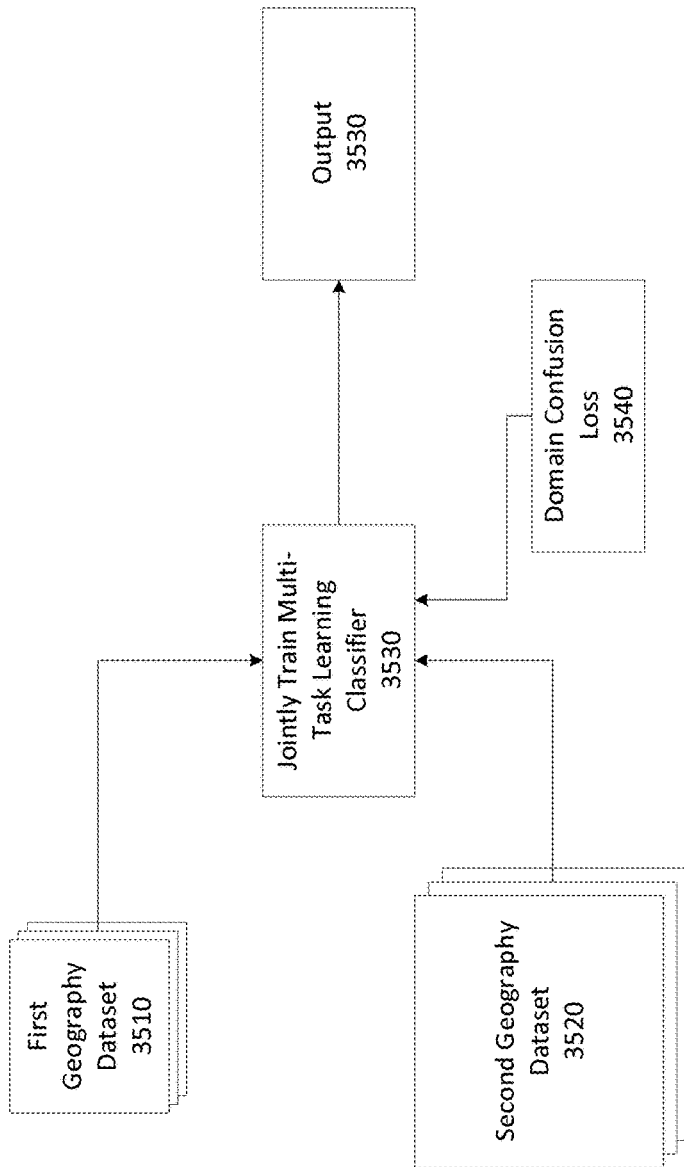 First
Geography
Dataset
3510
Second Geography
Dataset
3520
Jointly Train Multi-
Task Learning
Classifier
3530
Domain Confusion
Loss
3540
Output
3530